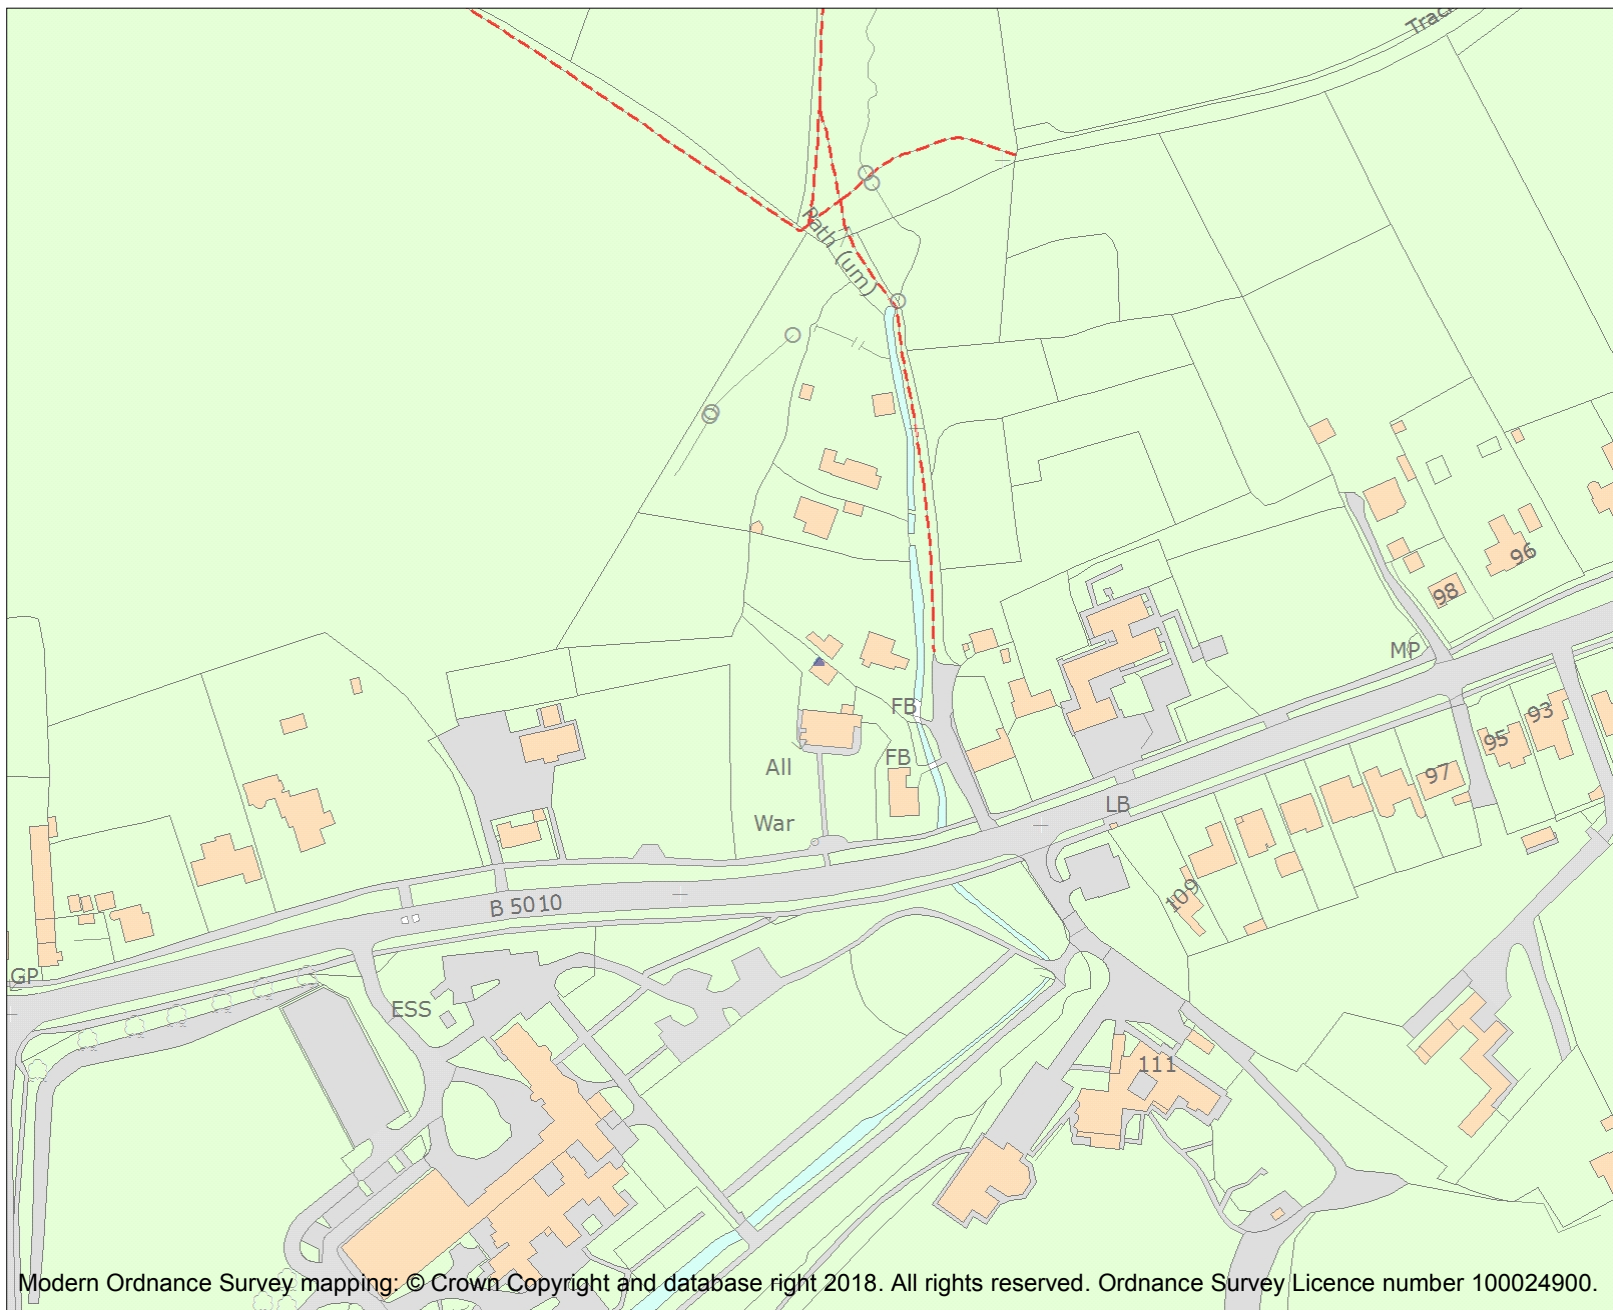 Track
Path (um)
96
98
MP
FB
93
95
All
FB
97
LB
War
109
B 5010
GP
ESS
111
Modern Ordnance Survey mapping: © Crown Copyright and database right 2018. All rights reserved. Ordnance Survey Licence number 100024900.